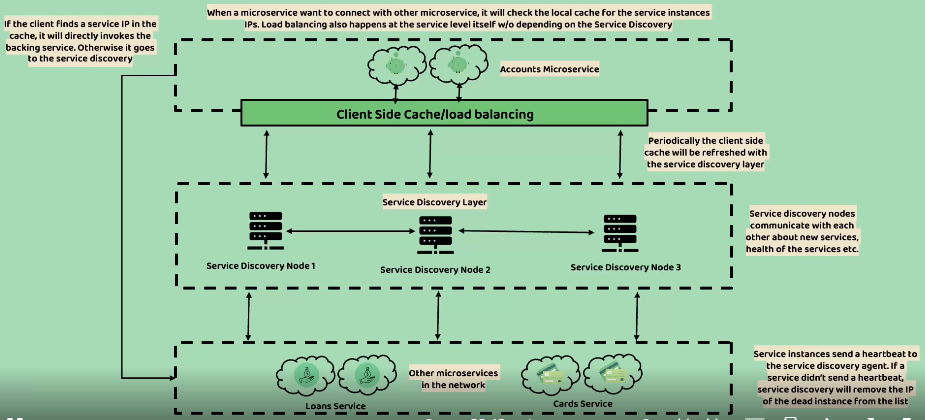 When a microservice want to connect with other microservice, it will check the local cache for the service instances
IPs. Load balancing also happens at the service level itself w/o depending on the Service Discovery
If the client finds a service IP in the
cache, it will directly invokes the
backing service. Otherwise it goes
to the service discovery
Accounts Microservice
Client Side Cache/load balancing
Periodically the client side
cache will be refreshed with
the service discovery layer
Service Discovery Layer
Service Discovery Node 1
Service Discovery Node 2
Service Discovery Node 3
Service discovery nodes
communicate with each
other about new services,
health of the services etc.
Other microservices
in the network
Loans Service
Cards Service
Service instances send a heartbeat to
the service discovery agent. If a
service didn't send a heartbeat,
service discovery will remove the IP
of the dead instance from the list